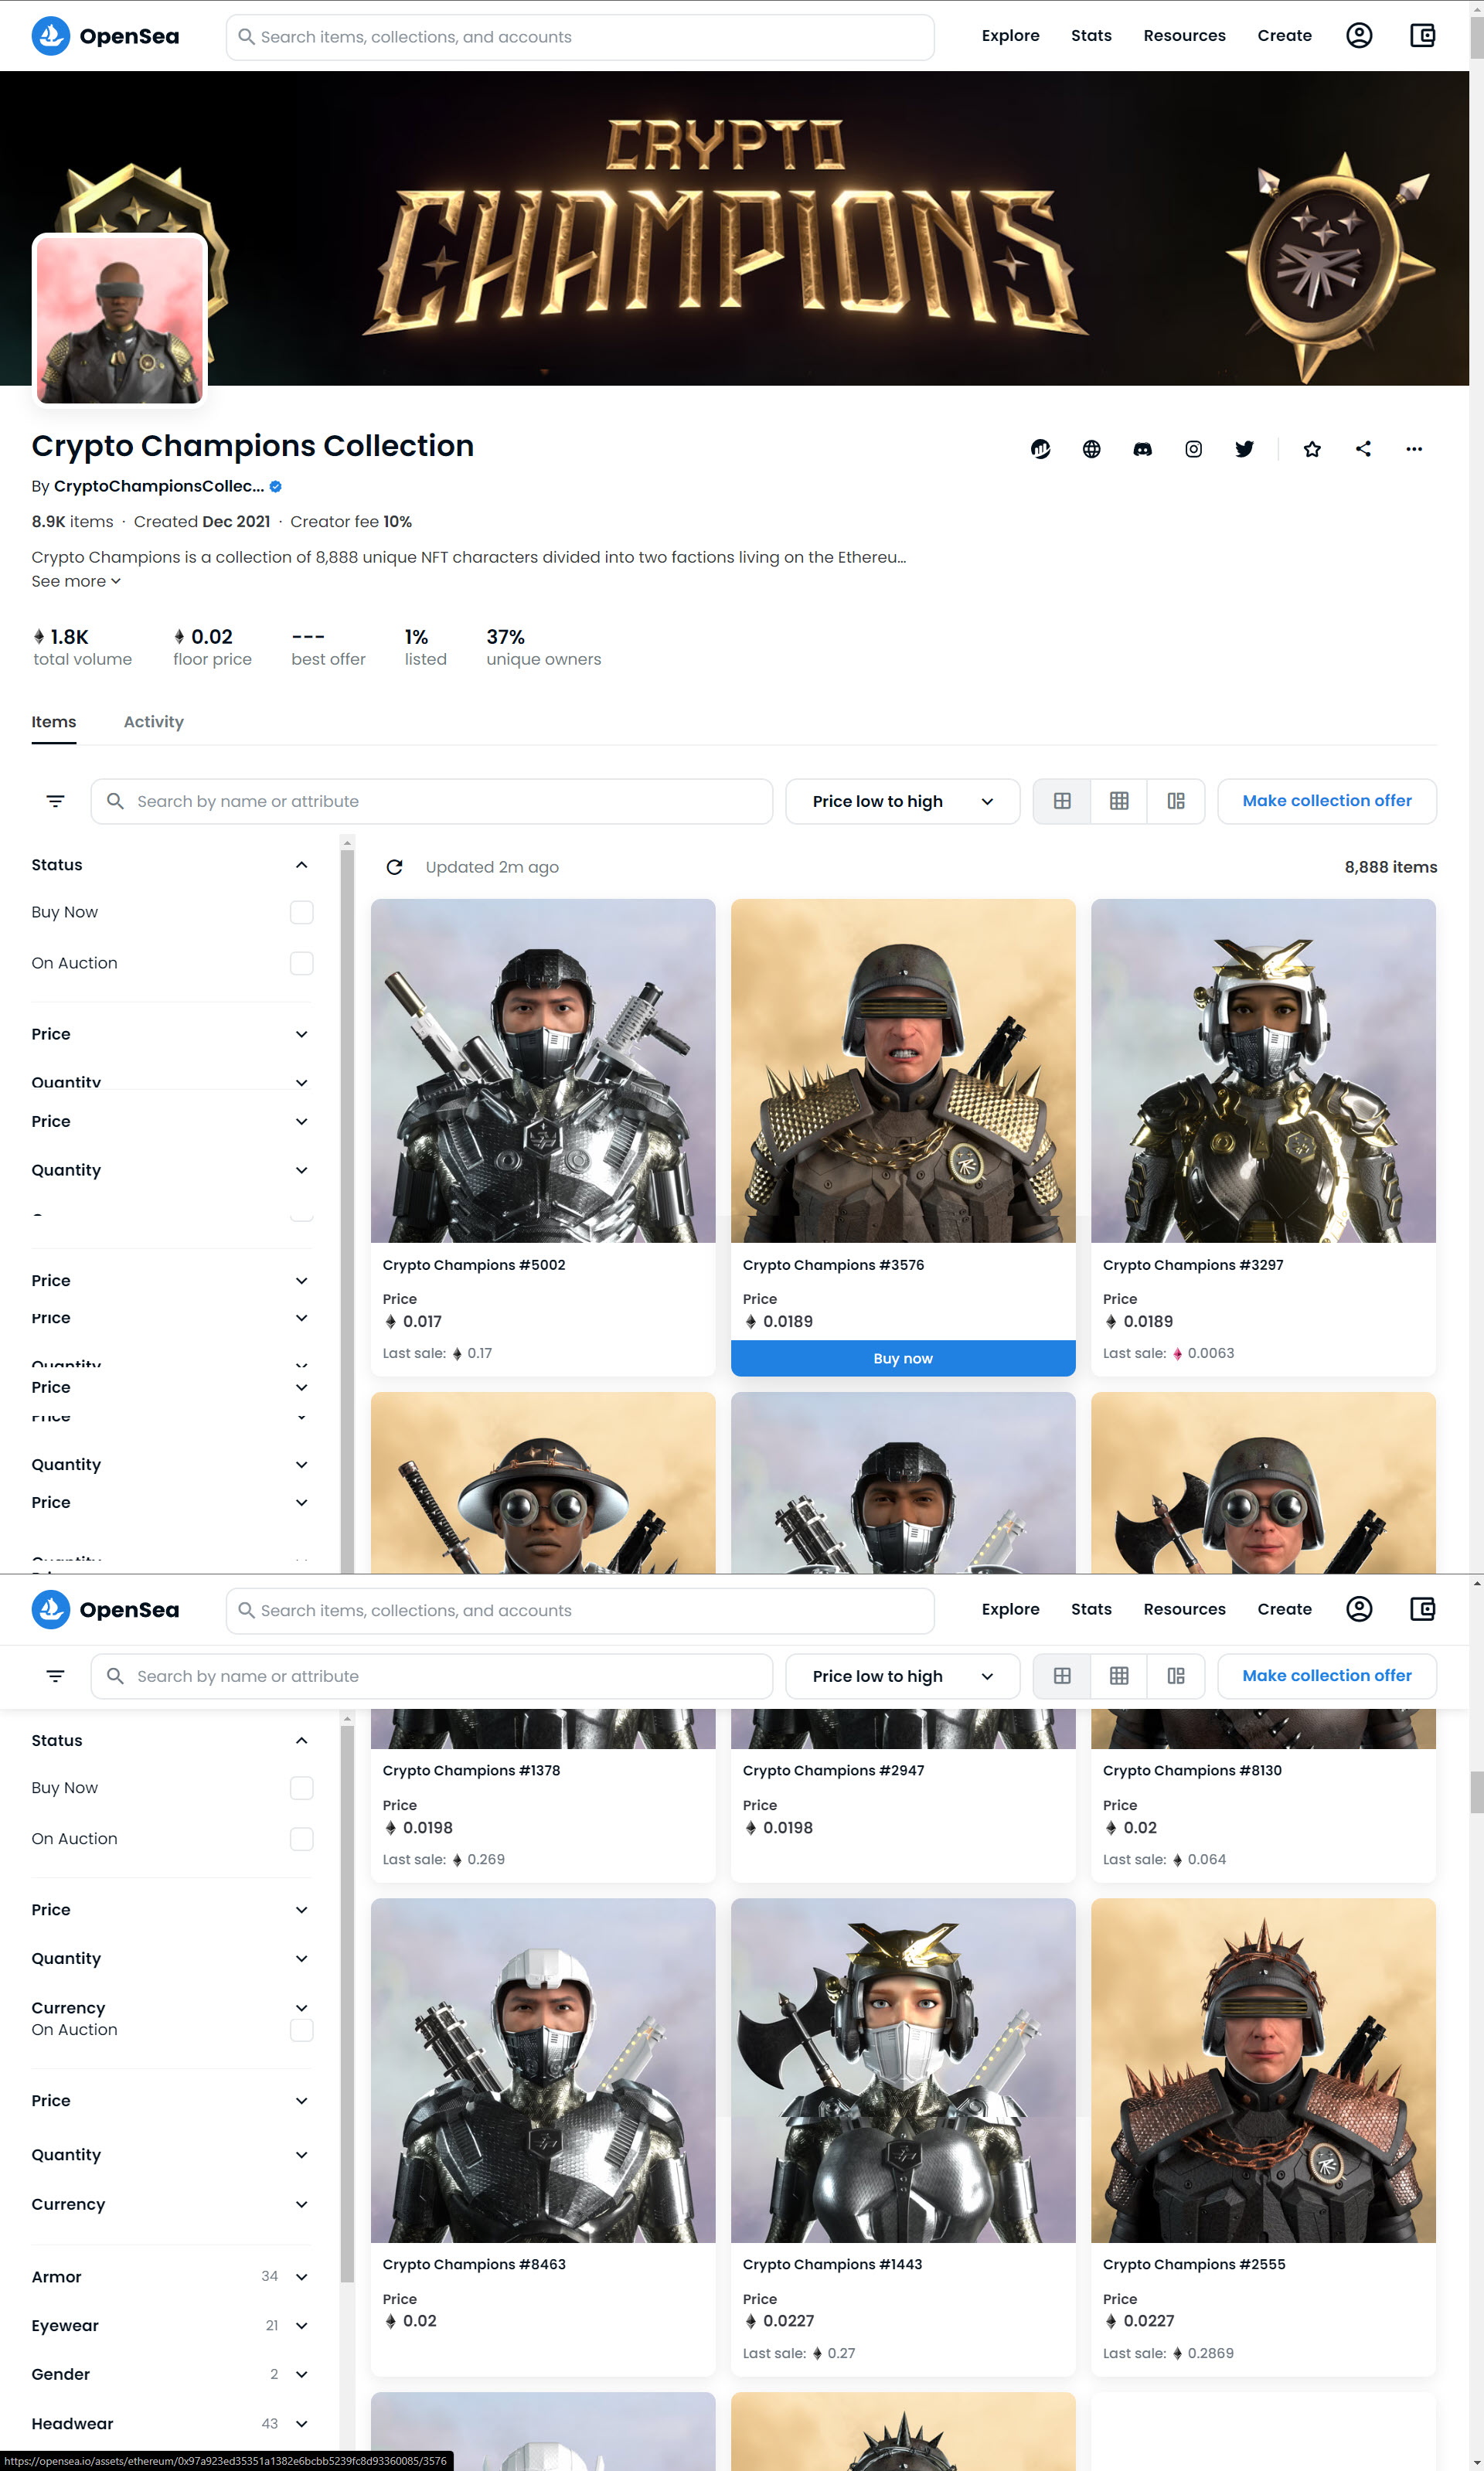 OpenSea
Search items, collections, and accounts
Explore Stats Resources Create
CRYPTO
CHAMPIONS
Crypto Champions Collection
By CryptoChampionsCollec...
8.9K items · Created Dec 2021 · Creator fee 10%
Crypto Champions is a collection of 8,888 unique NFT characters divided into two factions living on the Ethereu...
See more
1.8K 0.02 --- 1% 37%
total volume floor price best offer listed unique owners
Items Activity
Search by name or attribute
Price low to high
Make collection offer
Status
Buy Now
On Auction
Price
Quantity
Price
Quantity
Price
Price
Quantity
Price
Price
Quantity
Price
Quantity
Updated 2m ago
8,888 items
Crypto Champions #5002
Price
0.017
Last sale: 0.17
Crypto Champions #3576
Price
0.0189
Buy now
Crypto Champions #3297
Price
0.0189
Last sale: 0.0063
OpenSea
Search items, collections, and accounts
Explore Stats Resources Create
Search by name or attribute
Price low to high
Make collection offer
Status
Buy Now
On Auction
Price
Quantity
Currency
On Auction
Price
Quantity
Currency
Armor 34
Eyewear 21
Gender 2
Headwear 43
Crypto Champions #1378
Price
0.0198
Last sale: 0.269
Crypto Champions #2947
Price
0.0198
Crypto Champions #8130
Price
0.02
Last sale: 0.064
Crypto Champions #8463
Price
0.02
Crypto Champions #1443
Price
0.0227
Last sale: 0.27
Crypto Champions #2555
Price
0.0227
Last sale: 0.2869
https://opensea.io/assets/ethereum/0x97a923ed35351a1382e6bcbb5239fc8d93360085/3576